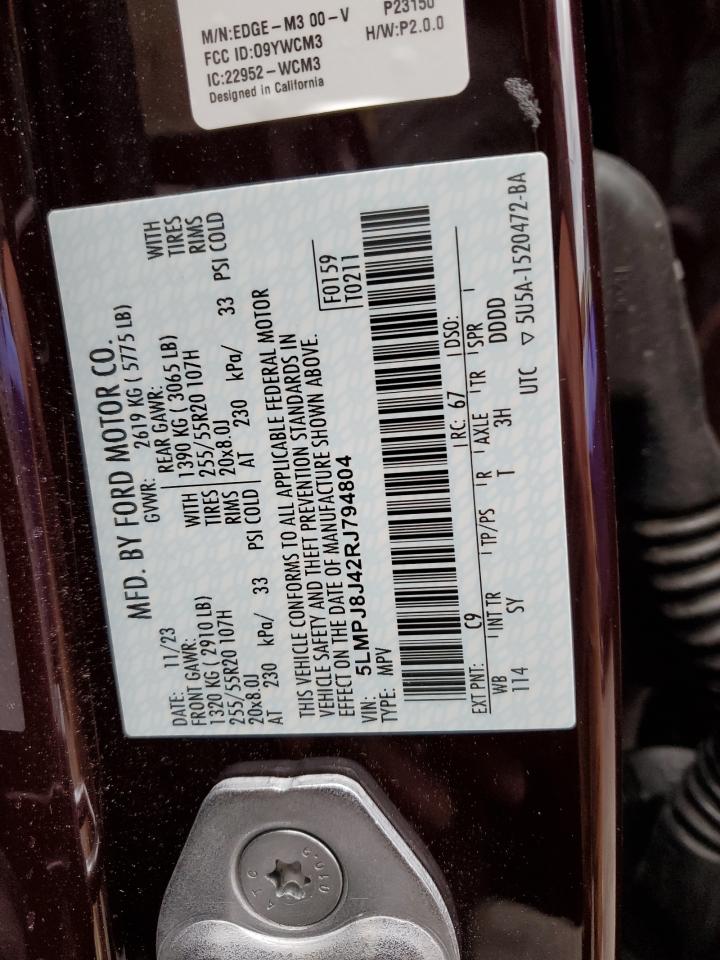 M/N:EDGE-M3 00-V
P23150
FCC ID:O9YWCM3
H/W:P2.0.0
IC:22952-WCM3
Designed in California
MFD. BY FORD MOTOR CO.
DATE: 11/23 GVWR: 2619 KG ( 5775 LB)
FRONT GAWR: REAR GAWR: WITH
1320 KG ( 2910 LB) WITH 1390 KG ( 3065 LB) TIRES
255/55R20 107H TIRES 255/55R20 107H RIMS
20x8.0J RIMS 20x8.0J
AT 230 kPa/ 33 PSI COLD AT 230 kPa/ 33 PSI COLD
THIS VEHICLE CONFORMS TO ALL APPLICABLE FEDERAL MOTOR
VEHICLE SAFETY AND THEFT PREVENTION STANDARDS IN
EFFECT ON THE DATE OF MANUFACTURE SHOWN ABOVE.
F0159
T0211
VIN: 5LMPJ8J42RJ794804
TYPE: MPV
EXT PNT: C9 RC: 67 DSO:
WB INT TR TP/PS R AXLE TR SPR
114 SY T 3H DDDD
UTC ▽ 5U5A-1520472-BA